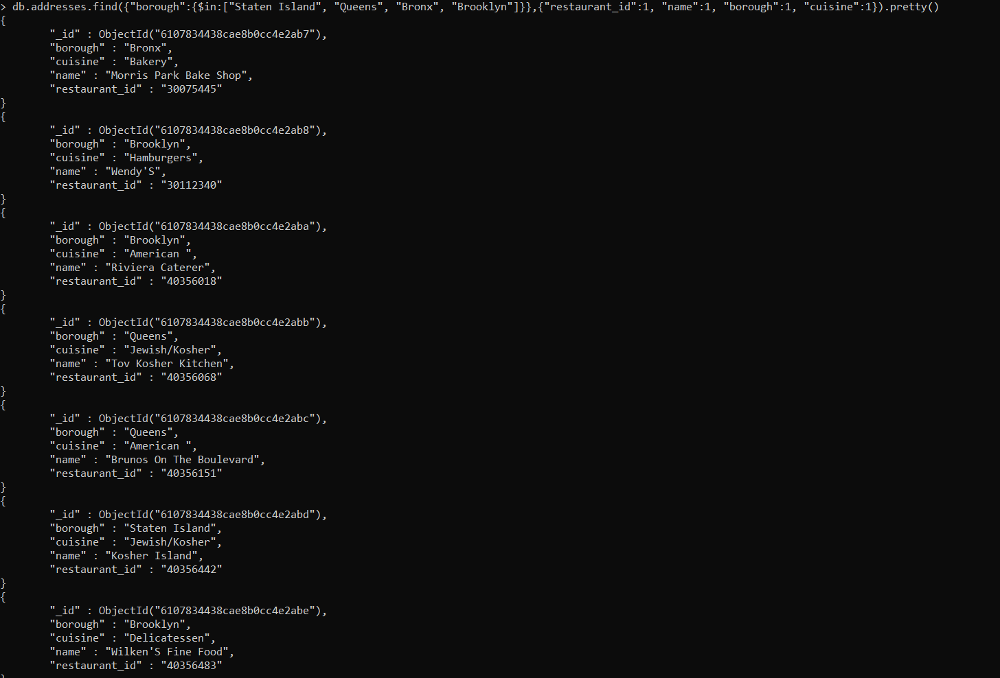 > db.addresses.find({"borough":{$in:["Staten Island", "Queens", "Bronx", "Brooklyn"]}},{"restaurant_id":1, "name":1, "borough":1, "cuisine":1}).pretty()
{
        "_id" : ObjectId("6107834438cae8b0cc4e2ab7"),
        "borough" : "Bronx",
        "cuisine" : "Bakery",
        "name" : "Morris Park Bake Shop",
        "restaurant_id" : "30075445"
}
{
        "_id" : ObjectId("6107834438cae8b0cc4e2ab8"),
        "borough" : "Brooklyn",
        "cuisine" : "Hamburgers",
        "name" : "Wendy'S",
        "restaurant_id" : "30112340"
}
{
        "_id" : ObjectId("6107834438cae8b0cc4e2aba"),
        "borough" : "Brooklyn",
        "cuisine" : "American ",
        "name" : "Riviera Caterer",
        "restaurant_id" : "40356018"
}
{
        "_id" : ObjectId("6107834438cae8b0cc4e2abb"),
        "borough" : "Queens",
        "cuisine" : "Jewish/Kosher",
        "name" : "Tov Kosher Kitchen",
        "restaurant_id" : "40356068"
}
{
        "_id" : ObjectId("6107834438cae8b0cc4e2abc"),
        "borough" : "Queens",
        "cuisine" : "American ",
        "name" : "Brunos On The Boulevard",
        "restaurant_id" : "40356151"
}
{
        "_id" : ObjectId("6107834438cae8b0cc4e2abd"),
        "borough" : "Staten Island",
        "cuisine" : "Jewish/Kosher",
        "name" : "Kosher Island",
        "restaurant_id" : "40356442"
}
{
        "_id" : ObjectId("6107834438cae8b0cc4e2abe"),
        "borough" : "Brooklyn",
        "cuisine" : "Delicatessen",
        "name" : "Wilken'S Fine Food",
        "restaurant_id" : "40356483"
}